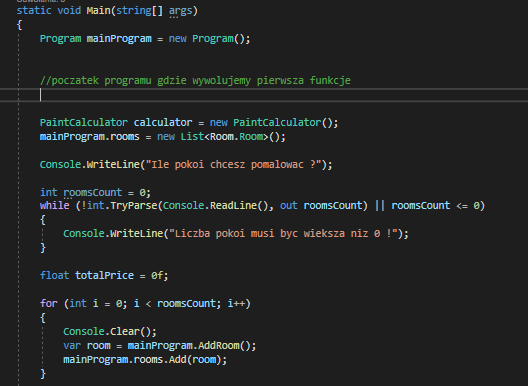 static void Main(string[] args)
{
Program mainProgram = new Program();
//poczatek programu gdzie wywolujemy pierwsza funkcje
PaintCalculator calculator = new PaintCalculator();
mainProgram.rooms = new List<Room.Room>();
Console.WriteLine("Ile pokoi chcesz pomalowac ?");
int roomsCount = 0;
while (!int.TryParse(Console.ReadLine(), out roomsCount) || roomsCount <= 0)
{
Console.WriteLine("Liczba pokoi musi byc wieksza niz 0 !");
}
float totalPrice = 0f;
for (int i = 0; i < roomsCount; i++)
{
Console.Clear();
var room = mainProgram.AddRoom();
mainProgram.rooms.Add(room);
}